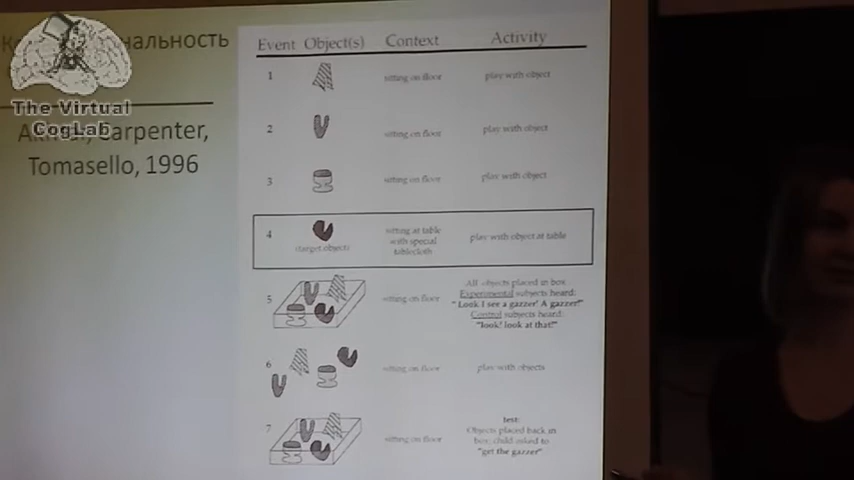 нальность
The Virtual
CogLab
Carpenter,
Tomasello, 1996
Event Object(s) Context Activity
1 sitting on floor play with object
2 sitting on floor play with object
3 sitting on floor play with object
4 sitting at table play with object at table
with special
tablecloth
(target object)
5 sitting on floor All objects placed in box
Experimental subjects heard:
"Look I see a gazzer! A gazzer!"
Control subjects heard:
"look! look at that!"
6 sitting on floor play with objects
7 sitting on floor test:
Objects placed back in
box; child asked to
"get the gazzer"